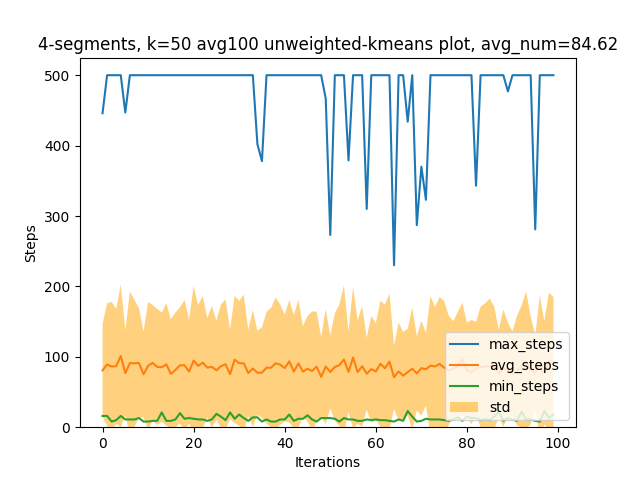 4-segments, k=50 avg100 unweighted-kmeans plot, avg_num=84.62
500
400
300
200
100
0
Steps
0 20 40 60 80 100
Iterations
max_steps
avg_steps
min_steps
std